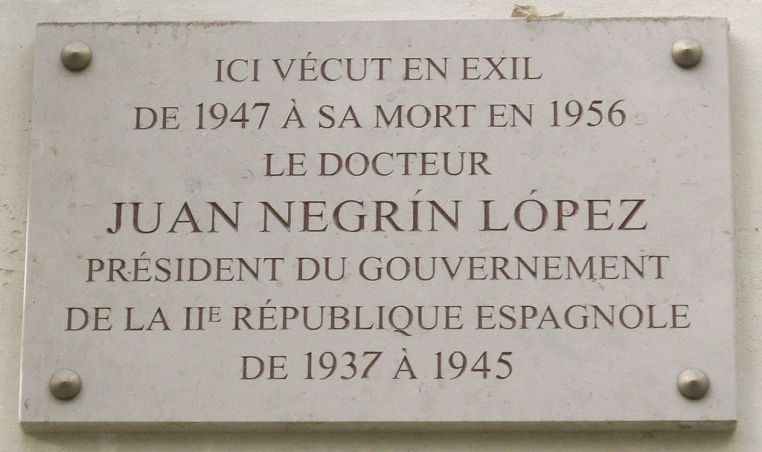 ICI VÉCUT EN EXIL
DE 1947 À SA MORT EN 1956
LE DOCTEUR
JUAN NEGRÍN LÓPEZ
PRÉSIDENT DU GOUVERNEMENT
DE LA IIE RÉPUBLIQUE ESPAGNOLE
DE 1937 À 1945